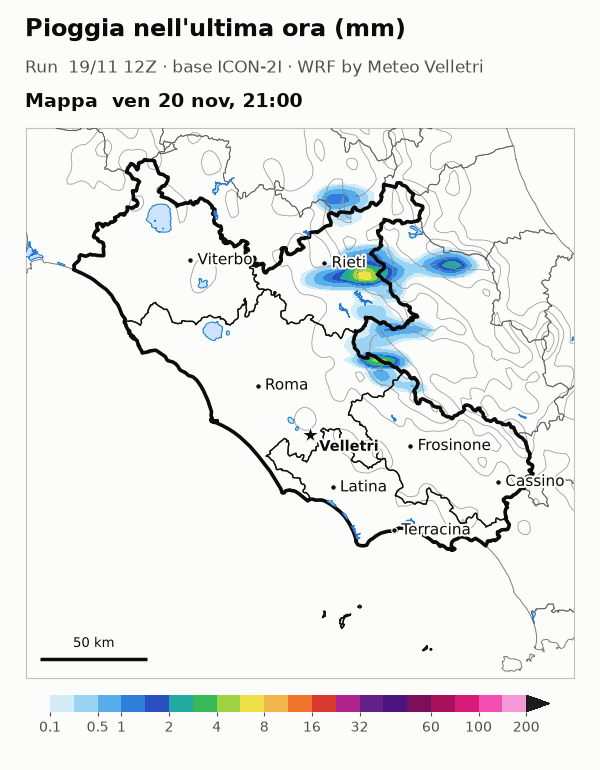 Pioggia nell'ultima ora (mm)
Run  19/11 12Z · base ICON-2I · WRF by Meteo Velletri
Mappa  ven 20 nov, 21:00
Viterbo
Rieti
Roma
Velletri
Frosinone
Cassino
Latina
Terracina
50 km
0.1 0.5 1 2 4 8 16 32 60 100 200